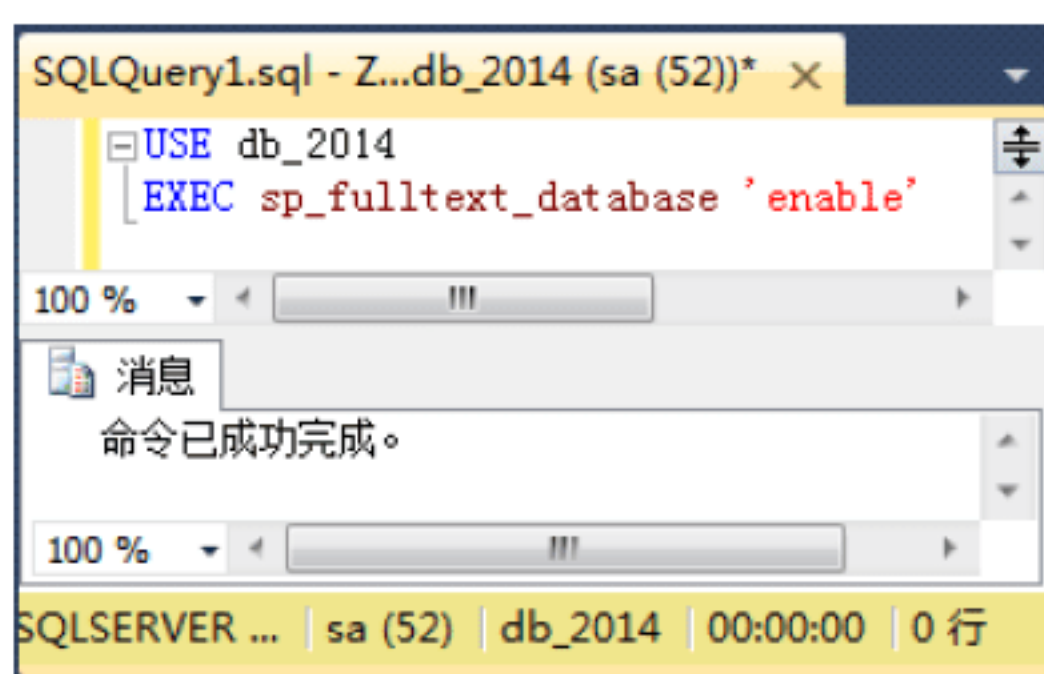 SQLQuery1.sql - Z...db_2014 (sa (52))*
USE db_2014
EXEC sp_fulltext_database 'enable'
100 %
消息
命令已成功完成。
100 %
SQLSERVER ... sa (52) db_2014 00:00:00 0 行